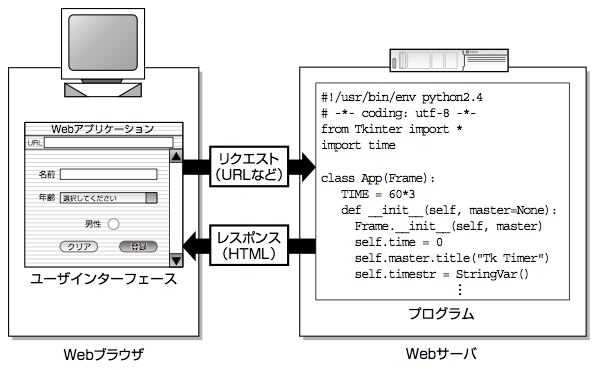 Webアプリケーション
URL
名前
年齢 選択してください
男性
クリア 登録
ユーザインターフェース
Webブラウザ
リクエスト
(URLなど)
レスポンス
(HTML)
#!/usr/bin/env python2.4
# -*- coding: utf-8 -*-
from Tkinter import *
import time
class App(Frame):
TIME = 60*3
def __init__(self, master=None):
Frame.__init__(self, master)
self.time = 0
self.master.title("Tk Timer")
self.timestr = StringVar()
⋮
プログラム
Webサーバ